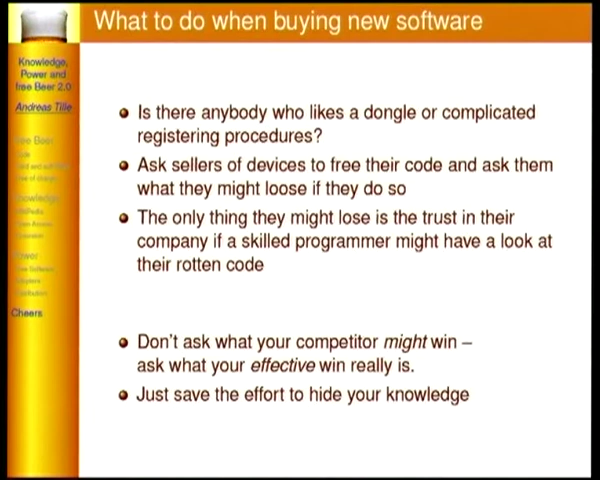 What to do when buying new software
Knowledge,
Power and
free Beer 2.0
Andreas Tille
Cheers
Is there anybody who likes a dongle or complicated
registering procedures?
Ask sellers of devices to free their code and ask them
what they might loose if they do so
The only thing they might lose is the trust in their
company if a skilled programmer might have a look at
their rotten code
Don't ask what your competitor might win –
ask what your effective win really is.
Just save the effort to hide your knowledge